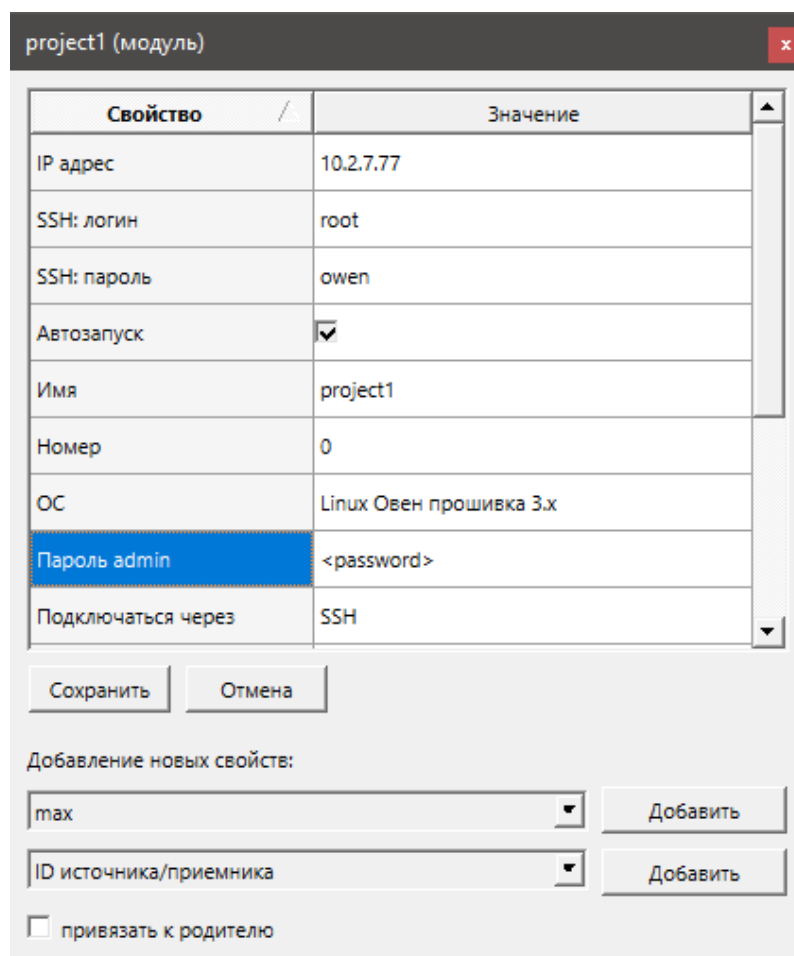 project1 (модуль)
x
Свойство Значение
IP адрес 10.2.7.77
SSH: логин root
SSH: пароль owen
Автозапуск
Имя project1
Номер 0
ОС Linux Овен прошивка 3.x
Пароль admin <password>
Подключаться через SSH
Сохранить Отмена
Добавление новых свойств:
max Добавить
ID источника/приемника Добавить
привязать к родителю